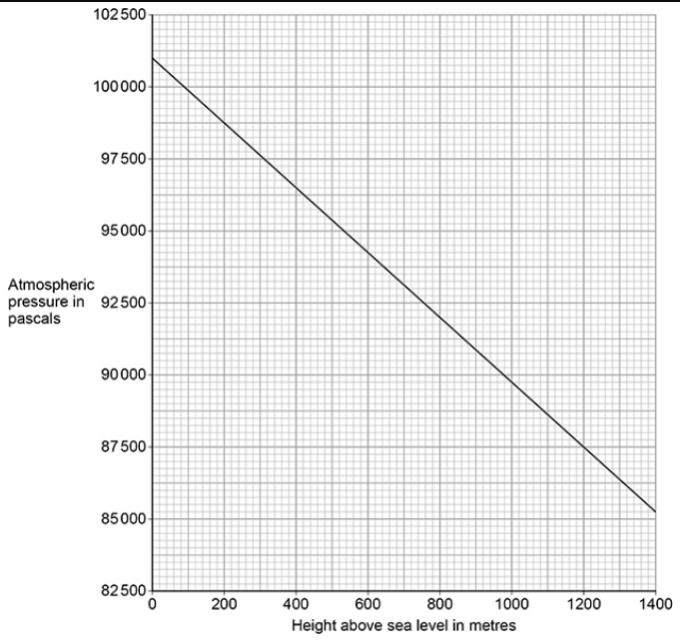 102 500
100 000
97 500
95 000
Atmospheric
pressure in
pascals
92 500
90 000
87 500
85 000
82 500
0 200 400 600 800 1000 1200 1400
Height above sea level in metres